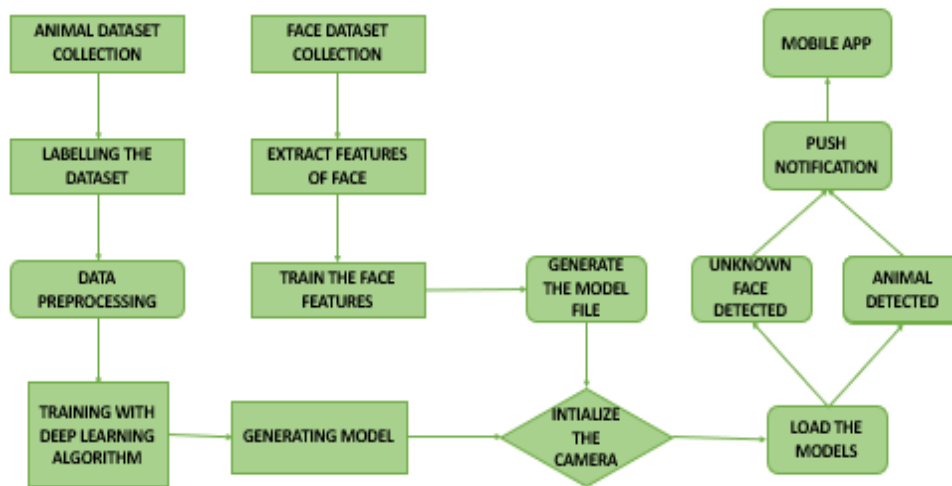 ANIMAL DATASET
COLLECTION
FACE DATASET
COLLECTION
MOBILE APP
LABELLING THE
DATASET
EXTRACT FEATURES
OF FACE
PUSH
NOTIFICATION
DATA
PREPROCESSING
TRAIN THE FACE
FEATURES
GENERATE
THE MODEL
FILE
UNKNOWN
FACE
DETECTED
ANIMAL
DETECTED
TRAINING WITH
DEEP LEARNING
ALGORITHM
GENERATING MODEL
INTIALIZE
THE
CAMERA
LOAD THE
MODELS